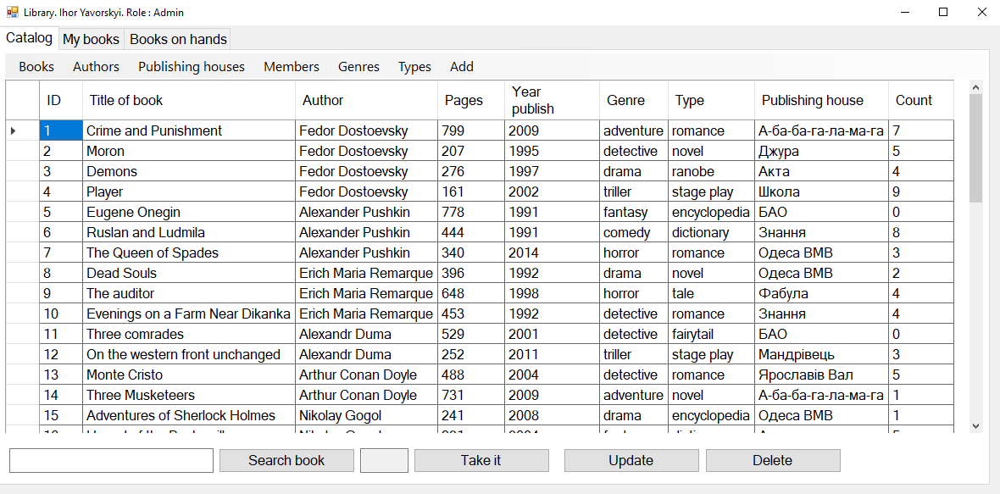 Library. Ihor Yavorskyi. Role : Admin
Catalog My books Books on hands
Books Authors Publishing houses Members Genres Types Add
ID Title of book Author Pages Year publish Genre Type Publishing house Count
1 Crime and Punishment Fedor Dostoevsky 799 2009 adventure romance А-ба-ба-га-ла-ма-га 7
2 Moron Fedor Dostoevsky 207 1995 detective novel Джура 5
3 Demons Fedor Dostoevsky 276 1997 drama ranobe Акта 4
4 Player Fedor Dostoevsky 161 2002 triller stage play Школа 9
5 Eugene Onegin Alexander Pushkin 778 1991 fantasy encyclopedia БАО 0
6 Ruslan and Ludmila Alexander Pushkin 444 1991 comedy dictionary Знання 8
7 The Queen of Spades Alexander Pushkin 340 2014 horror romance Одеса ВМВ 3
8 Dead Souls Erich Maria Remarque 396 1992 drama novel Одеса ВМВ 2
9 The auditor Erich Maria Remarque 648 1998 horror tale Фабула 4
10 Evenings on a Farm Near Dikanka Erich Maria Remarque 453 1992 detective romance Знання 4
11 Three comrades Alexandr Duma 529 2001 detective fairytail БАО 0
12 On the western front unchanged Alexandr Duma 252 2011 triller stage play Мандрівець 3
13 Monte Cristo Arthur Conan Doyle 488 2004 detective romance Ярославів Вал 5
14 Three Musketeers Arthur Conan Doyle 731 2009 adventure novel А-ба-ба-га-ла-ма-га 1
15 Adventures of Sherlock Holmes Nikolay Gogol 241 2008 drama encyclopedia Одеса ВМВ 1
Search book Take it Update Delete